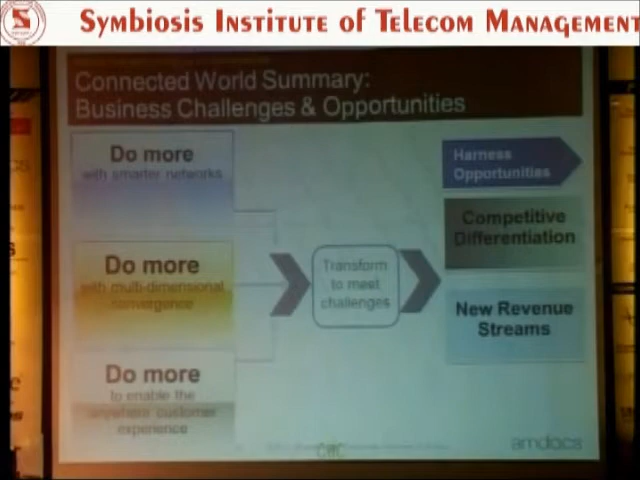 Symbiosis Institute of Telecom Management
Connected World Summary:
Business Challenges & Opportunities
Do more
with smarter networks
Do more
with multi-dimensional
convergence
Do more
to enable the
anywhere customer
experience
Transform
to meet
challenges
Harness
Opportunities
Competitive
Differentiation
New Revenue
Streams
amdocs